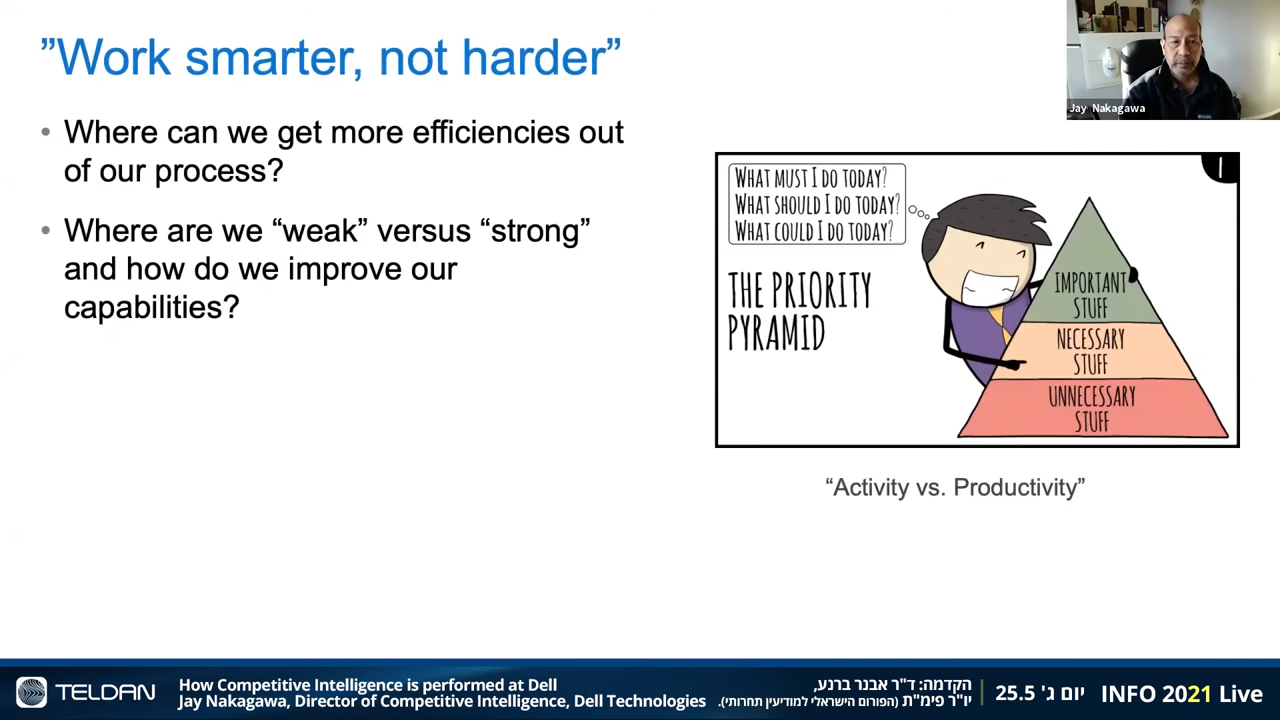 ”Work smarter, not harder”
• Where can we get more efficiencies out
of our process?
• Where are we “weak” versus “strong”
and how do we improve our
capabilities?
Jay Nakagawa
1
WHAT MUST I DO TODAY?
WHAT SHOULD I DO TODAY?
WHAT COULD I DO TODAY?
THE PRIORITY
PYRAMID
IMPORTANT
STUFF
NECESSARY
STUFF
UNNECESSARY
STUFF
“Activity vs. Productivity”
TELDAN
How Competitive Intelligence is performed at Dell
Jay Nakagawa, Director of Competitive Intelligence, Dell Technologies
הקדמה: ד"ר אבנר ברנע,
יו"ר פימ"ת (הפורום הישראלי למודיעין תחרותי).
יום ג' 25.5
INFO 2021 Live